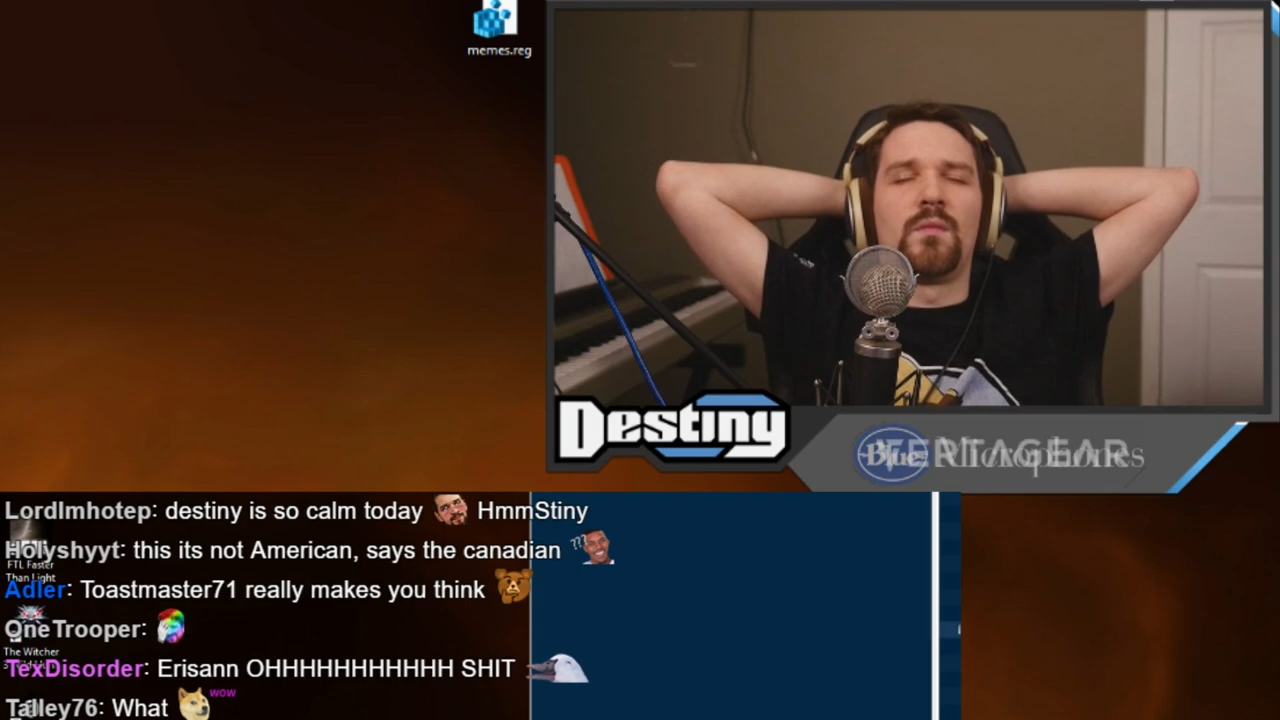 memes.reg
Destiny
Blue Microphones
VERTAGEAR
LordImhotep: destiny is so calm today HmmStiny
Holyshyyt: this its not American, says the canadian ???
FTL Faster
Than Light
Adler: Toastmaster71 really makes you think
OneTrooper:
The Witcher
TexDisorder: Erisann OHHHHHHHHHHH SHIT
Talley76: What wow